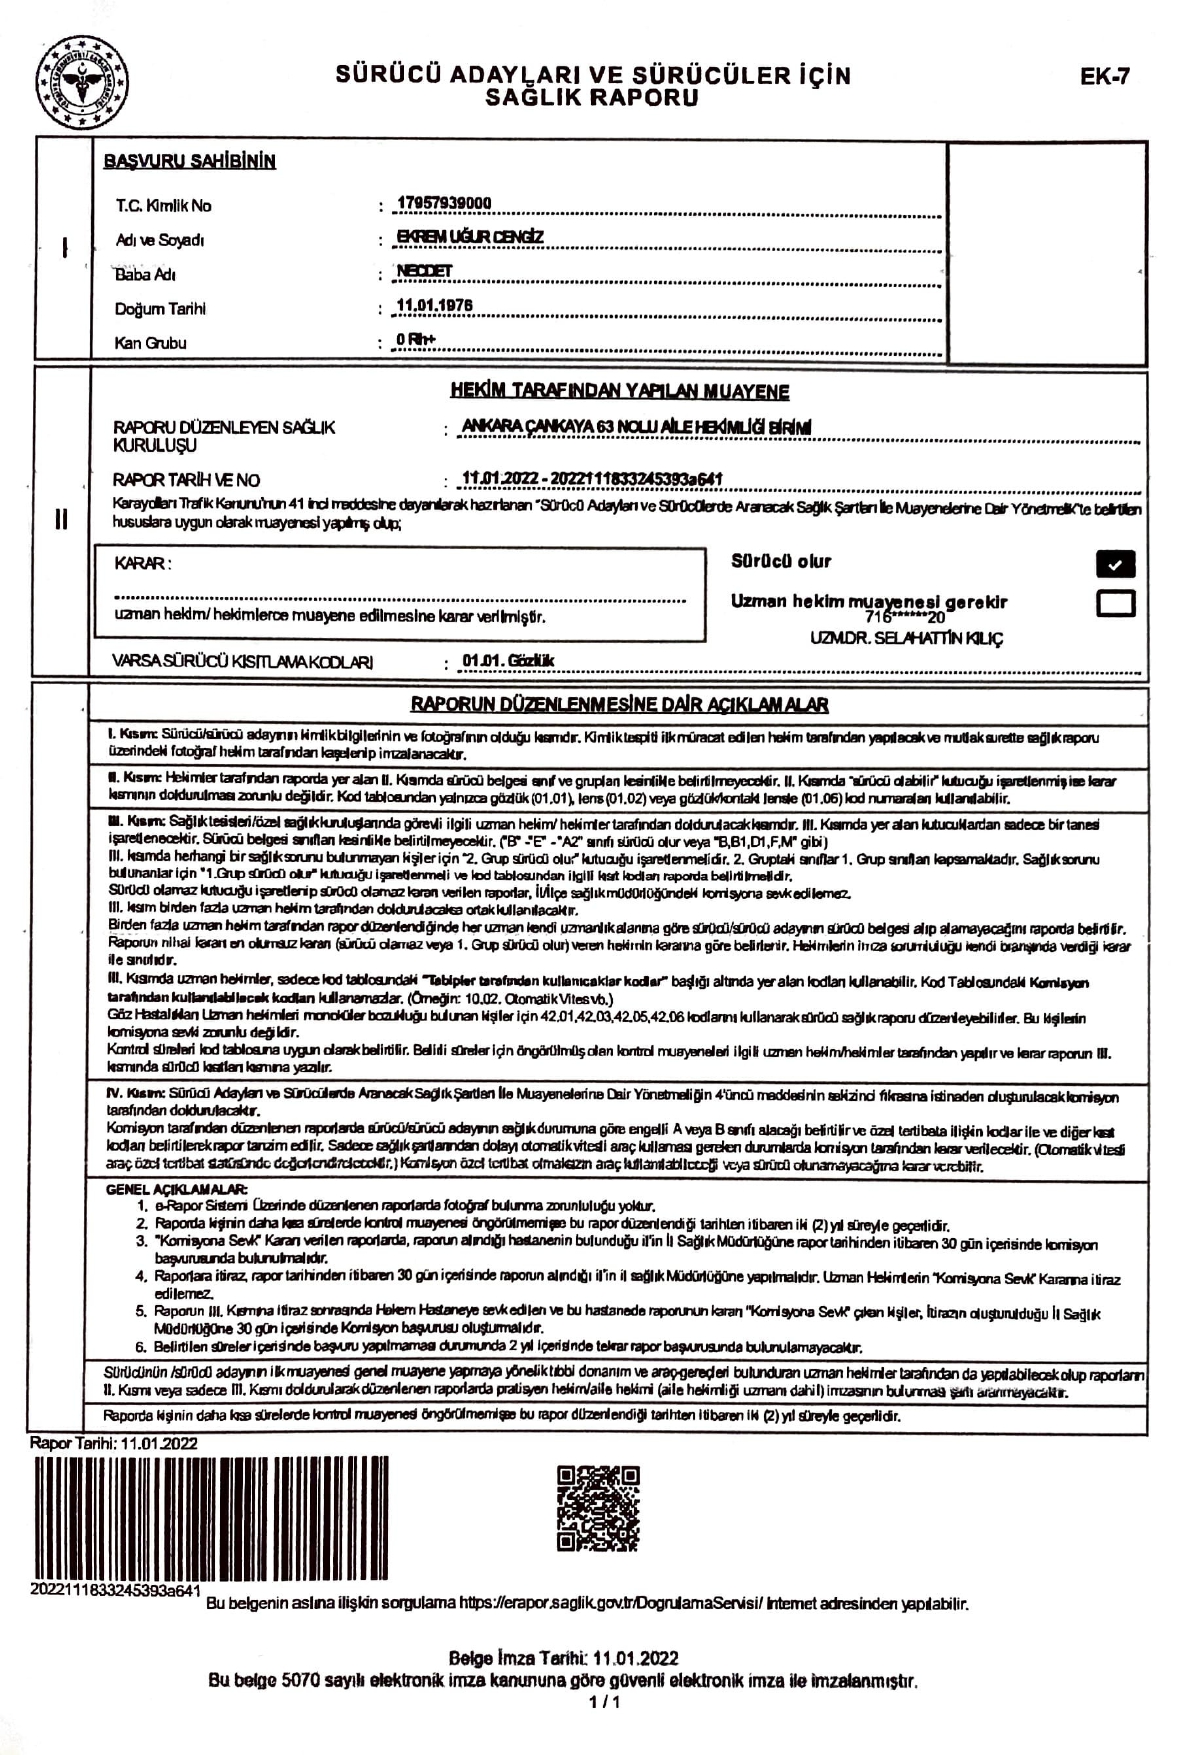 SÜRÜCÜ ADAYLARI VE SÜRÜCÜLER İÇİN
SAĞLIK RAPORU
EK-7
I
BAŞVURU SAHİBİNİN
T.C. Kimlik No : 17957939000
Adı ve Soyadı : EKREM UĞUR CENGİZ
Baba Adı : NECDET
Doğum Tarihi : 11.01.1976
Kan Grubu : 0 Rh+
II
HEKİM TARAFINDAN YAPILAN MUAYENE
RAPORU DÜZENLEYEN SAĞLIK
KURULUŞU : ANKARA ÇANKAYA 63 NOLU AİLE HEKİMLİĞİ BİRİMİ
RAPOR TARİH VE NO : 11.01.2022 - 2022111833245393a641
Karayolları Trafik Kanunu'nun 41 inci maddesine dayanılarak hazırlanan "Sürücü Adayları ve Sürücülerde Aranacak Sağlık Şartları İle Muayenelerine Dair Yönetmelik"te belirtilen
hususlara uygun olarak muayenesi yapılmış olup;
KARAR :
uzman hekim/ hekimlerce muayene edilmesine karar verilmiştir.
Sürücü olur
Uzman hekim muayenesi gerekir
716******20
UZM.DR. SELAHATTİN KILIÇ
VARSA SÜRÜCÜ KISITLAMA KODLARI : 01.01. Gözlük
RAPORUN DÜZENLENMESİNE DAİR AÇIKLAMALAR
I. Kısım: Sürücü/sürücü adayının kimlik bilgilerinin ve fotoğrafının olduğu kısımdır. Kimlik tespiti ilk müracat edilen hekim tarafından yapılacak ve mutlak surette sağlık raporu
üzerindeki fotoğraf hekim tarafından kaşelenip imzalanacaktır.
II. Kısım: Hekimler tarafından raporda yer alan II. Kısımda sürücü belgesi sınıf ve grupları kesinlikle belirtilmeyecektir. II. Kısımda "sürücü olabilir" kutucuğu işaretlenmiş ise karar
kısmının doldurulması zorunlu değildir. Kod tablosundan yalnızca gözlük (01.01), lens (01.02) veya gözlük/kontakt lensle (01.06) kod numaraları kullanılabilir.
III. Kısım: Sağlık tesisleri/özel sağlık kuruluşlarında görevli ilgili uzman hekim/ hekimler tarafından doldurulacak kısımdır. III. Kısımda yer alan kutucuklardan sadece bir tanesi
işaretlenecektir. Sürücü belgesi sınıfları kesinlikle belirtilmeyecektir. ("B" -"E" -"A2" sınıfı sürücü olur veya "B,B1,D1,F,M" gibi)
III. kısımda herhangi bir sağlık sorunu bulunmayan kişiler için "2. Grup sürücü olur" kutucuğu işaretlenmelidir. 2. Gruptaki sınıflar 1. Grup sınıfları kapsamaktadır. Sağlık sorunu
bulunanlar için "1.Grup sürücü olur" kutucuğu işaretlenmeli ve kod tablosundan ilgili kısıt kodları raporda belirtilmelidir.
Sürücü olamaz kutucuğu işaretlenip sürücü olamaz kararı verilen raporlar, il/ilçe sağlık müdürlüğündeki komisyona sevk edilemez.
III. kısım birden fazla uzman hekim tarafından doldurulacaksa ortak kullanılacaktır.
Birden fazla uzman hekim tarafından rapor düzenlendiğinde her uzman kendi uzmanlık alanına göre sürücü/sürücü adayının sürücü belgesi alıp alamayacağını raporda belirtilir.
Raporun nihai kararı en olumsuz kararı (sürücü olamaz veya 1. Grup sürücü olur) veren hekimin kararına göre belirlenir. Hekimlerin imza sorumluluğu kendi branşında verdiği karar
ile sınırlıdır.
III. Kısımda uzman hekimler, sadece kod tablosundaki "Tabipler tarafından kullanıcaklar kodlar" başlığı altında yer alan kodları kullanabilir. Kod Tablosundaki Komisyon
tarafından kullanılabilecek kodları kullanamazlar. (Örneğin: 10.02. Otomatik Vites vb.)
Göz Hastalıkları Uzman hekimleri monoküler bozukluğu bulunan kişiler için 42.01,42.03,42.05,42.06 kodlarını kullanarak sürücü sağlık raporu düzenleyebilirler. Bu kişilerin
komisyona sevki zorunlu değildir.
Kontrol süreleri kod tablosuna uygun olarak belirtilir. Belirli süreler için öngörülmüş olan kontrol muayeneleri ilgili uzman hekim/hekimler tarafından yapılır ve karar raporun III.
kısmında sürücü kısıtları kısmına yazılır.
IV. Kısım: Sürücü Adayları ve Sürücülerde Aranacak Sağlık Şartları İle Muayenelerine Dair Yönetmeliğin 4'üncü maddesinin sekizinci fıkrasına istinaden oluşturulacak komisyon
tarafından doldurulacaktır.
Komisyon tarafından düzenlenen raporlarda sürücü/sürücü adayının sağlık durumuna göre engelli A veya B sınıfı alacağı belirtilir ve özel tertibata ilişkin kodlar ile ve diğer kısıt
kodları belirtilerek rapor tanzim edilir. Sadece sağlık şartlarından dolayı otomatik vitesli araç kullaması gereken durumlarda komisyon tarafından karar verilecektir. (Otomatik vitesli
araç özel tertibat statüsünde değerlendirilecektir.) Komisyon özel tertibat olmaksızın araç kullanılabileceği veya sürücü olunamayacağına karar verebilir.
GENEL AÇIKLAMALAR:
1. e-Rapor Sistemi Üzerinde düzenlenen raporlarda fotoğraf bulunma zorunluluğu yoktur.
2. Raporda kişinin daha kısa sürelerde kontrol muayenesi öngörülmemişse bu rapor düzenlendiği tarihten itibaren iki (2) yıl süreyle geçerlidir.
3. "Komisyona Sevk" Kararı verilen raporlarda, raporun alındığı hastanenin bulunduğu il'in İl Sağlık Müdürlüğüne rapor tarihinden itibaren 30 gün içerisinde komisyon
başvurusunda bulunulmalıdır.
4. Raporlara itiraz, rapor tarihinden itibaren 30 gün içerisinde raporun alındığı il'in il sağlık Müdürlüğüne yapılmalıdır. Uzman Hekimlerin "Komisyona Sevk" Kararına itiraz
edilemez.
5. Raporun III. Kısmına itiraz sonrasında Hakem Hastaneye sevk edilen ve bu hastanede raporunun kararı "Komisyona Sevk" çıkan kişiler, İtirazın oluşturulduğu İl Sağlık
Müdürlüğüne 30 gün içerisinde Komisyon başvurusu oluşturmalıdır.
6. Belirtilen süreler içerisinde başvuru yapılmaması durumunda 2 yıl içerisinde tekrar rapor başvurusunda bulunulamayacaktır.
Sürücünün /sürücü adayının ilk muayenesi genel muayene yapmaya yönelik tıbbi donanım ve araç-gereçleri bulunduran uzman hekimler tarafından da yapılabilecek olup raporların
II. Kısmı veya sadece III. Kısmı doldurularak düzenlenen raporlarda pratisyen hekim/aile hekimi (aile hekimliği uzmanı dahil) imzasının bulunması şartı aranmayacaktır.
Raporda kişinin daha kısa sürelerde kontrol muayenesi öngörülmemişse bu rapor düzenlendiği tarihten itibaren iki (2) yıl süreyle geçerlidir.
Rapor Tarihi: 11.01.2022
2022111833245393a641
Bu belgenin aslına ilişkin sorgulama https://erapor.saglik.gov.tr/DogrulamaServisi/ internet adresinden yapılabilir.
Belge İmza Tarihi: 11.01.2022
Bu belge 5070 sayılı elektronik imza kanununa göre güvenli elektronik imza ile imzalanmıştır.
1 / 1